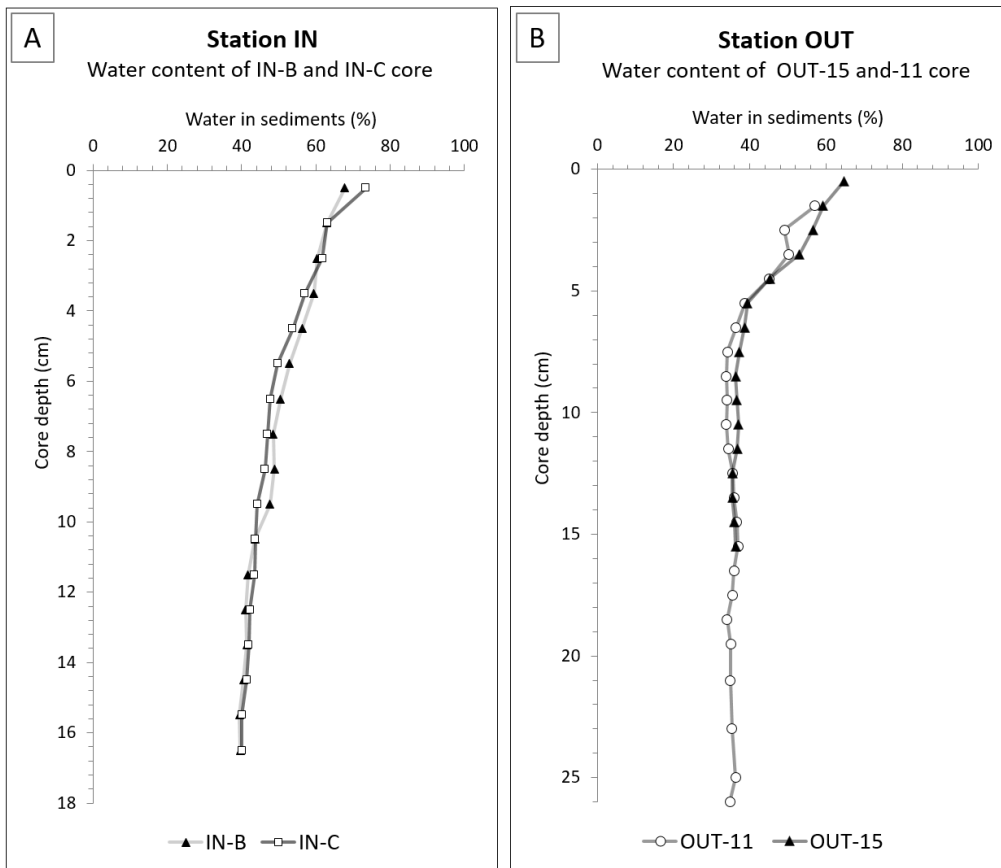 A
Station IN
Water content of IN-B and IN-C core
Water in sediments (%)
0 20 40 60 80 100
0
2
4
6
8
10
12
14
16
18
Core depth (cm)
IN-B IN-C
B
Station OUT
Water content of OUT-15 and-11 core
Water in sediments (%)
0 20 40 60 80 100
0
5
10
15
20
25
Core depth (cm)
OUT-11 OUT-15